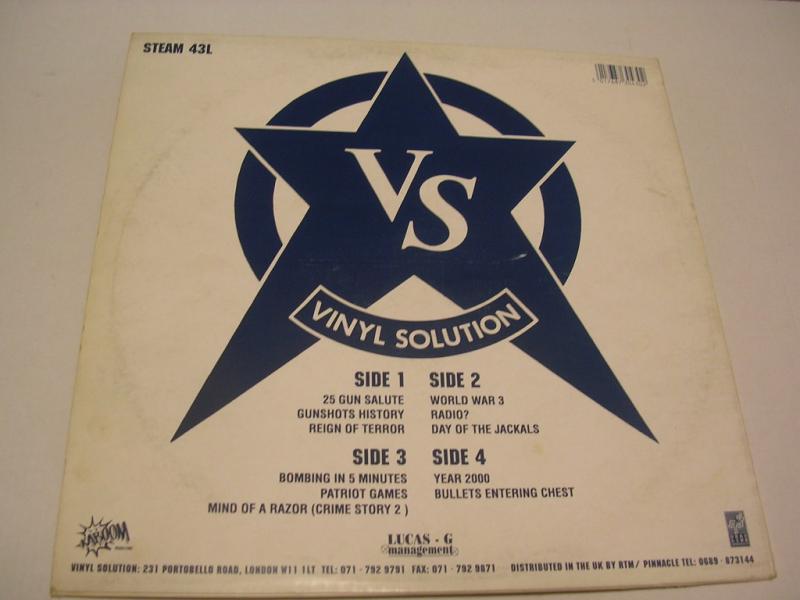 STEAM 43L
VS
VINYL SOLUTION
SIDE 1
25 GUN SALUTE
GUNSHOTS HISTORY
REIGN OF TERROR
SIDE 2
WORLD WAR 3
RADIO?
DAY OF THE JACKALS
SIDE 3
BOMBING IN 5 MINUTES
PATRIOT GAMES
MIND OF A RAZOR (CRIME STORY 2 )
SIDE 4
YEAR 2000
BULLETS ENTERING CHEST
KABOOM
LUCAS - G
management
VINYL SOLUTION: 231 PORTOBELLO ROAD, LONDON W11 1LT TEL: 071 - 792 9791 FAX: 071 - 792 9871 DISTRIBUTED IN THE UK BY RTM/ PINNACLE TEL: 0689 - 873144